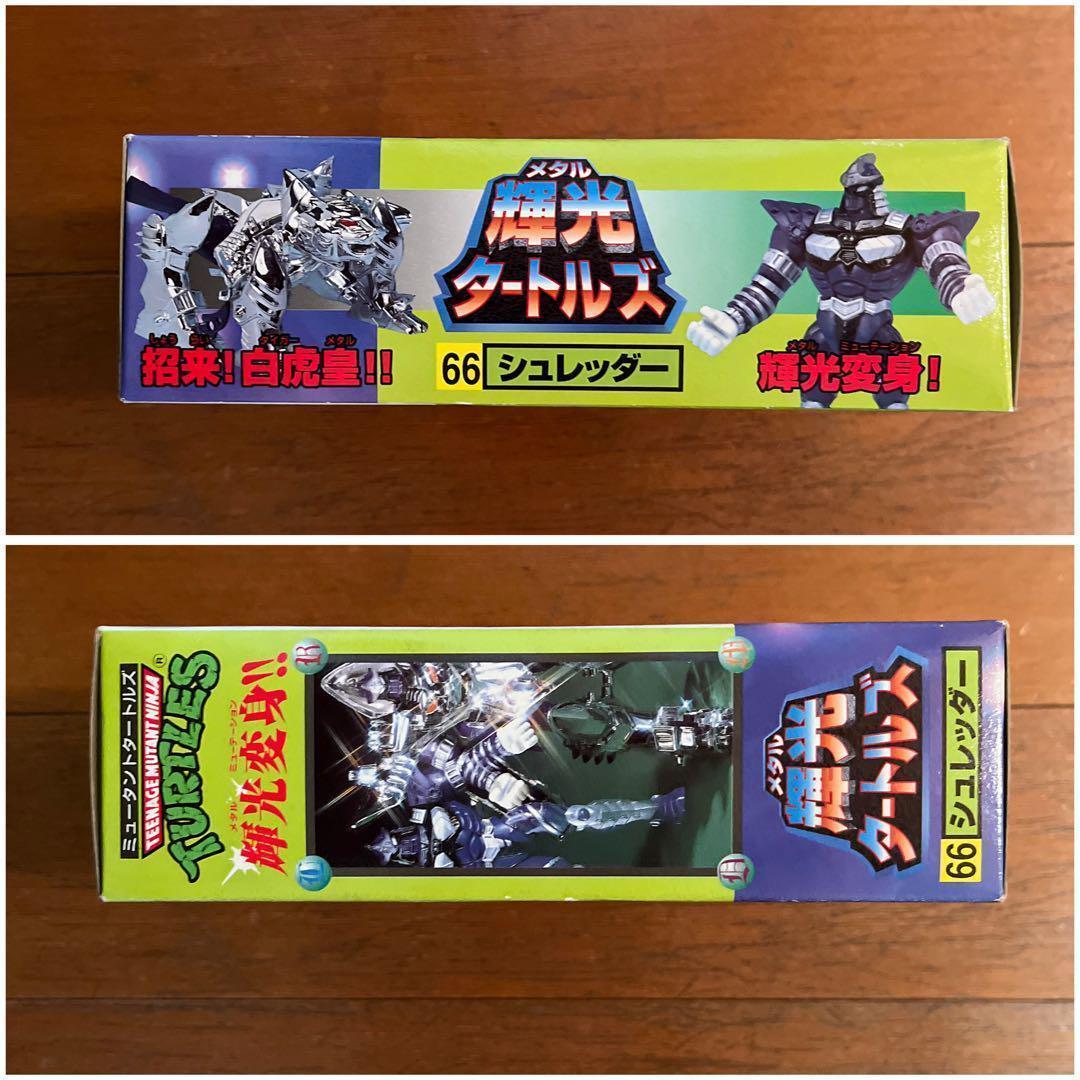 メタル
輝光
タートルズ
しょう らい タイガー メタル
招来!白虎皇!!
66 シュレッダー
メタル ミューテーション
輝光変身!
ミュータントタートルズ
TEENAGE MUTANT NINJA®
TURTLES
メタル ミューテーション
輝光変身!!
メタル
輝光
タートルズ
66 シュレッダー